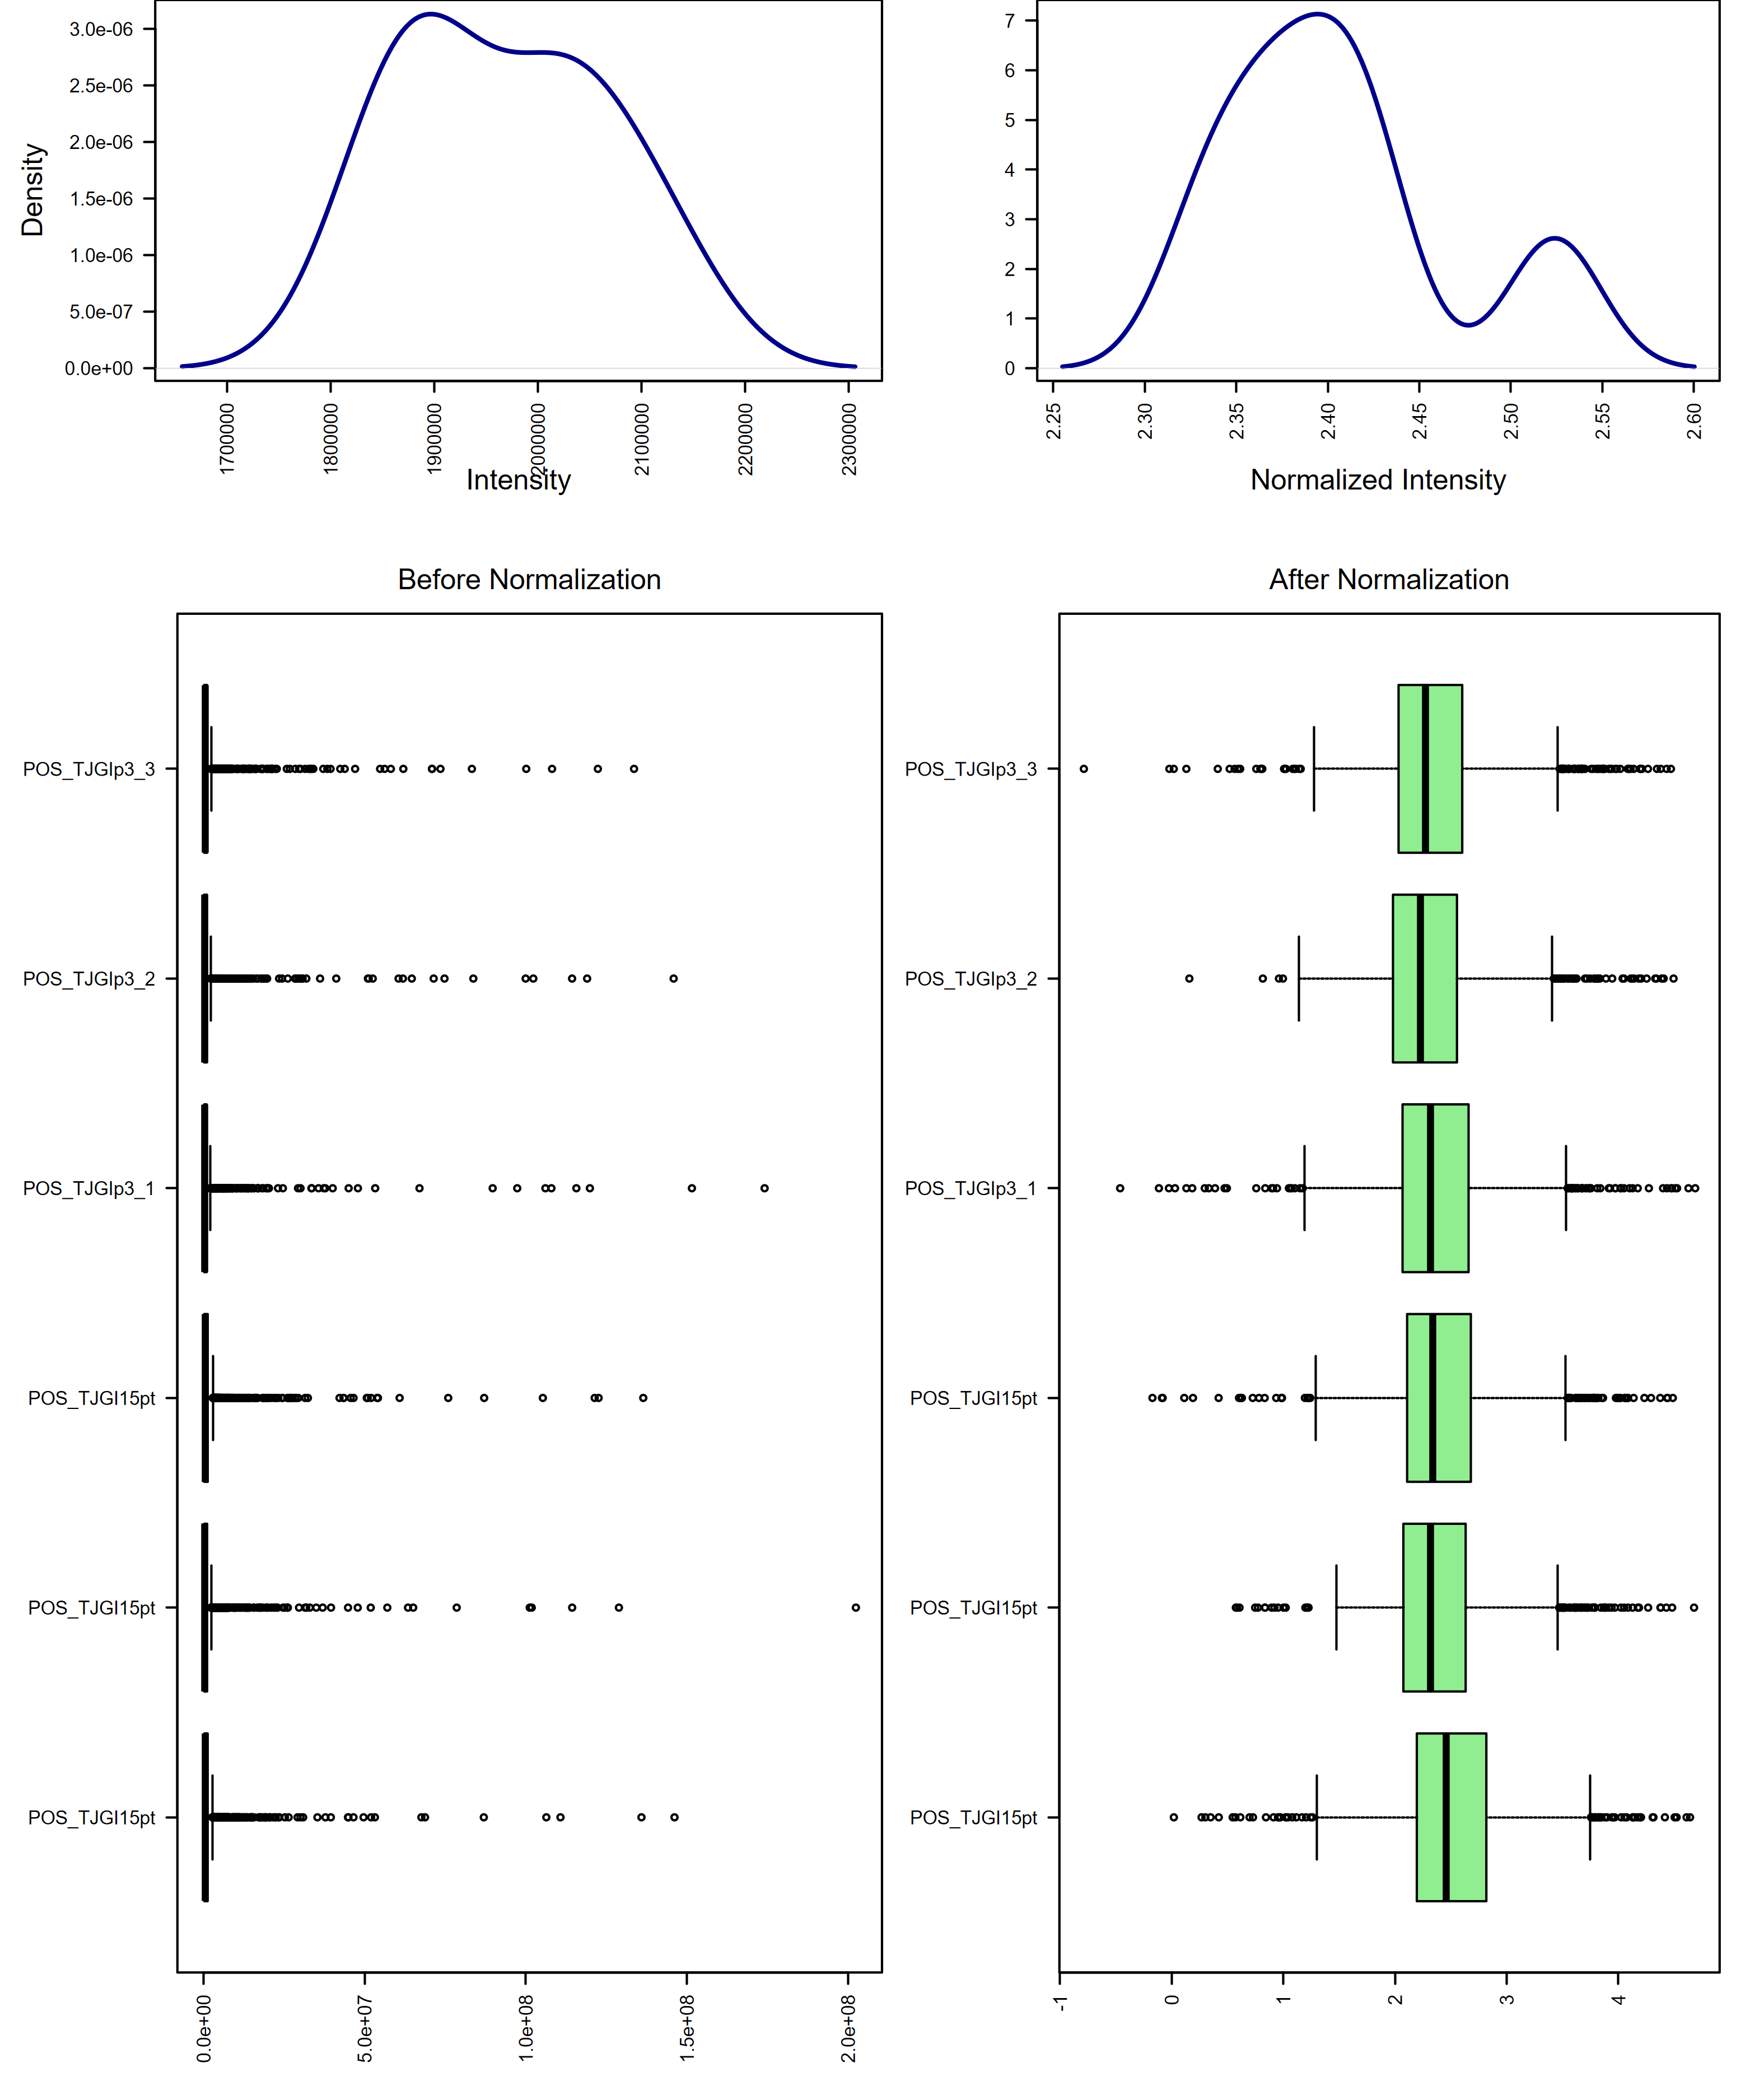 3.0e-06
2.5e-06
2.0e-06
1.5e-06
1.0e-06
5.0e-07
0.0e+00
Density
1700000
1800000
1900000
2000000
2100000
2200000
2300000
Intensity
7
6
5
4
3
2
1
0
2.25
2.30
2.35
2.40
2.45
2.50
2.55
2.60
Normalized Intensity
Before Normalization
POS_TJGIp3_3
POS_TJGIp3_2
POS_TJGIp3_1
POS_TJGI15pt
POS_TJGI15pt
POS_TJGI15pt
0.0e+00
5.0e+07
1.0e+08
1.5e+08
2.0e+08
After Normalization
POS_TJGIp3_3
POS_TJGIp3_2
POS_TJGIp3_1
POS_TJGI15pt
POS_TJGI15pt
POS_TJGI15pt
-1
0
1
2
3
4